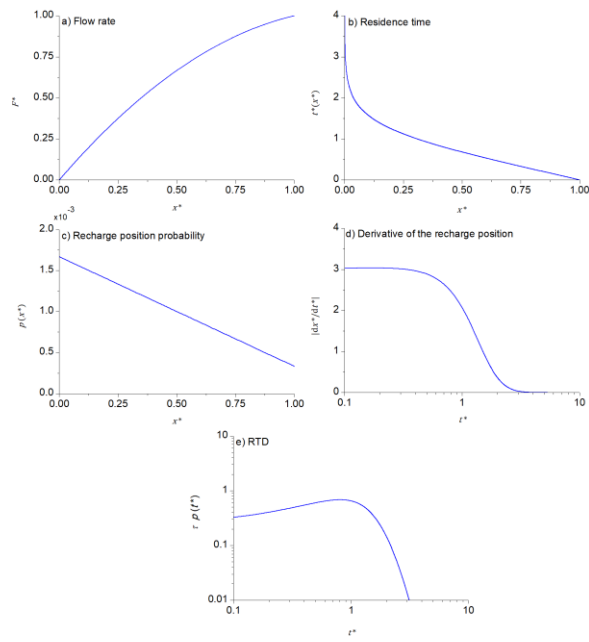 a) Flow rate
1.00
0.75
0.50
0.25
0.00
F*
0.00 0.25 0.50 0.75 1.00
x*
b) Residence time
4
3
2
1
0
t*(x*)
0.00 0.25 0.50 0.75 1.00
x*
x10⁻³
c) Recharge position probability
2.0
1.5
1.0
0.5
0.0
p(x*)
0.00 0.25 0.50 0.75 1.00
x*
d) Derivative of the recharge position
4
3
2
1
0
|dx*/dt*|
0.1 1 10
t*
e) RTD
10
1
0.1
0.01
τ p(t*)
0.1 1 10
t*